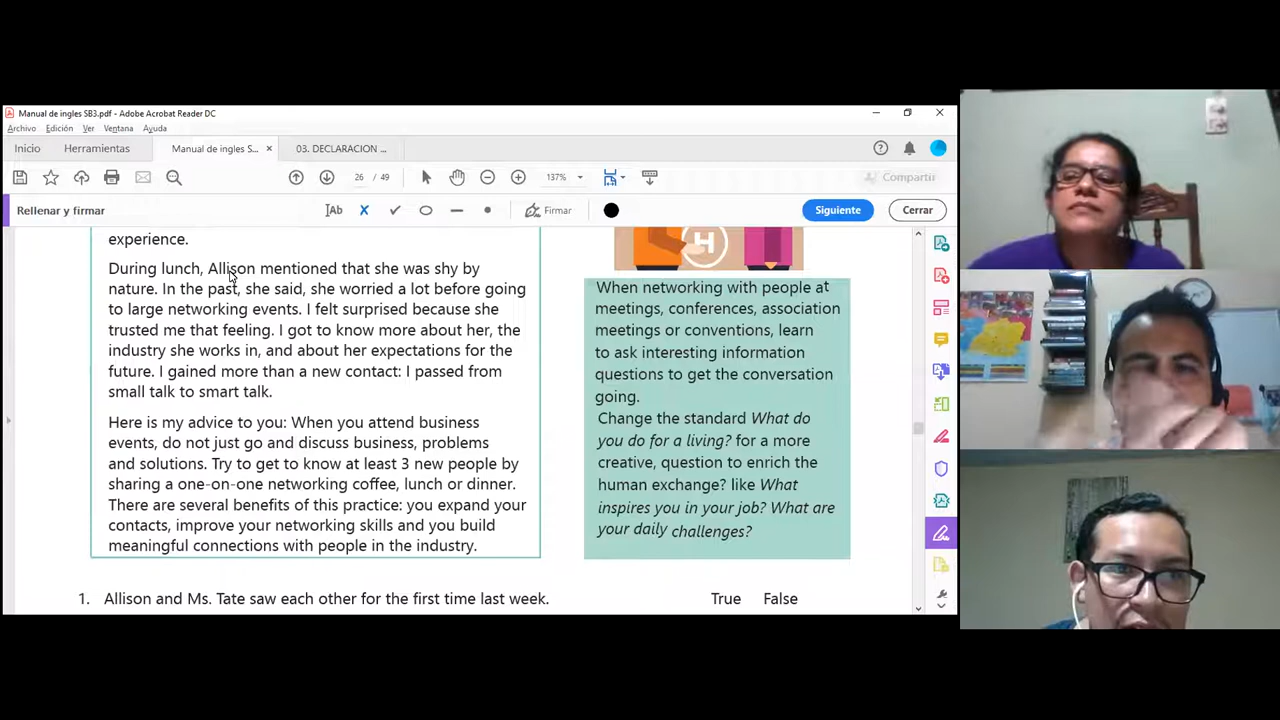 Manual de ingles SB3.pdf - Adobe Acrobat Reader DC
Archivo Edición Ver Ventana Ayuda
Inicio Herramientas Manual de ingles S... × 03. DECLARACION ...
26 / 49 137% Compartir
Rellenar y firmar Ab Firmar Siguiente Cerrar
experience.
During lunch, Allison mentioned that she was shy by
nature. In the past, she said, she worried a lot before going
to large networking events. I felt surprised because she
trusted me that feeling. I got to know more about her, the
industry she works in, and about her expectations for the
future. I gained more than a new contact: I passed from
small talk to smart talk.
Here is my advice to you: When you attend business
events, do not just go and discuss business, problems
and solutions. Try to get to know at least 3 new people by
sharing a one-on-one networking coffee, lunch or dinner.
There are several benefits of this practice: you expand your
contacts, improve your networking skills and you build
meaningful connections with people in the industry.
H
When networking with people at
meetings, conferences, association
meetings or conventions, learn
to ask interesting information
questions to get the conversation
going.
Change the standard What do
you do for a living? for a more
creative, question to enrich the
human exchange? like What
inspires you in your job? What are
your daily challenges?
1. Allison and Ms. Tate saw each other for the first time last week. True False